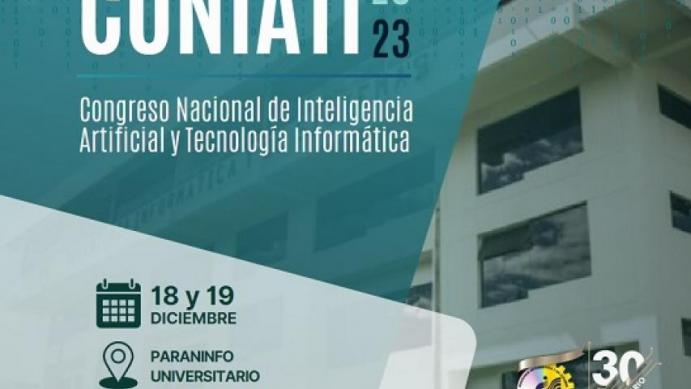 CONIATI
23
Congreso Nacional de Inteligencia
Artificial y Tecnología Informática
18 y 19
DICIEMBRE
PARANINFO
UNIVERSITARIO
30